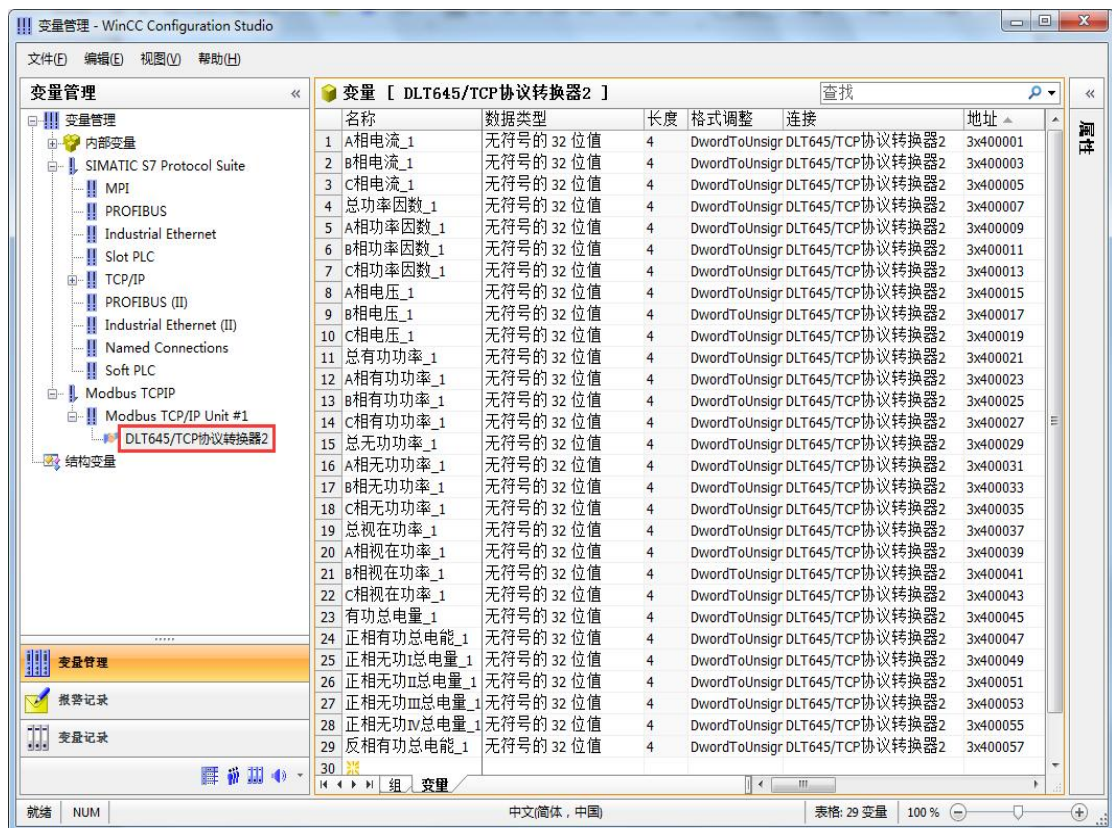 变量管理 - WinCC Configuration Studio
文件(F) 编辑(E) 视图(V) 帮助(H)
变量管理 «
变量管理
内部变量
SIMATIC S7 Protocol Suite
MPI
PROFIBUS
Industrial Ethernet
Slot PLC
TCP/IP
PROFIBUS (II)
Industrial Ethernet (II)
Named Connections
Soft PLC
Modbus TCPIP
Modbus TCP/IP Unit #1
DLT645/TCP协议转换器2
结构变量
变量管理
报警记录
变量记录
变量 [ DLT645/TCP协议转换器2 ] 查找
名称 数据类型 长度 格式调整 连接 地址
1 A相电流_1 无符号的 32 位值 4 DwordToUnsigr DLT645/TCP协议转换器2 3x400001
2 B相电流_1 无符号的 32 位值 4 DwordToUnsigr DLT645/TCP协议转换器2 3x400003
3 C相电流_1 无符号的 32 位值 4 DwordToUnsigr DLT645/TCP协议转换器2 3x400005
4 总功率因数_1 无符号的 32 位值 4 DwordToUnsigr DLT645/TCP协议转换器2 3x400007
5 A相功率因数_1 无符号的 32 位值 4 DwordToUnsigr DLT645/TCP协议转换器2 3x400009
6 B相功率因数_1 无符号的 32 位值 4 DwordToUnsigr DLT645/TCP协议转换器2 3x400011
7 C相功率因数_1 无符号的 32 位值 4 DwordToUnsigr DLT645/TCP协议转换器2 3x400013
8 A相电压_1 无符号的 32 位值 4 DwordToUnsigr DLT645/TCP协议转换器2 3x400015
9 B相电压_1 无符号的 32 位值 4 DwordToUnsigr DLT645/TCP协议转换器2 3x400017
10 C相电压_1 无符号的 32 位值 4 DwordToUnsigr DLT645/TCP协议转换器2 3x400019
11 总有功功率_1 无符号的 32 位值 4 DwordToUnsigr DLT645/TCP协议转换器2 3x400021
12 A相有功功率_1 无符号的 32 位值 4 DwordToUnsigr DLT645/TCP协议转换器2 3x400023
13 B相有功功率_1 无符号的 32 位值 4 DwordToUnsigr DLT645/TCP协议转换器2 3x400025
14 C相有功功率_1 无符号的 32 位值 4 DwordToUnsigr DLT645/TCP协议转换器2 3x400027
15 总无功功率_1 无符号的 32 位值 4 DwordToUnsigr DLT645/TCP协议转换器2 3x400029
16 A相无功功率_1 无符号的 32 位值 4 DwordToUnsigr DLT645/TCP协议转换器2 3x400031
17 B相无功功率_1 无符号的 32 位值 4 DwordToUnsigr DLT645/TCP协议转换器2 3x400033
18 C相无功功率_1 无符号的 32 位值 4 DwordToUnsigr DLT645/TCP协议转换器2 3x400035
19 总视在功率_1 无符号的 32 位值 4 DwordToUnsigr DLT645/TCP协议转换器2 3x400037
20 A相视在功率_1 无符号的 32 位值 4 DwordToUnsigr DLT645/TCP协议转换器2 3x400039
21 B相视在功率_1 无符号的 32 位值 4 DwordToUnsigr DLT645/TCP协议转换器2 3x400041
22 C相视在功率_1 无符号的 32 位值 4 DwordToUnsigr DLT645/TCP协议转换器2 3x400043
23 有功总电量_1 无符号的 32 位值 4 DwordToUnsigr DLT645/TCP协议转换器2 3x400045
24 正相有功总电能_1 无符号的 32 位值 4 DwordToUnsigr DLT645/TCP协议转换器2 3x400047
25 正相无功I总电量_1 无符号的 32 位值 4 DwordToUnsigr DLT645/TCP协议转换器2 3x400049
26 正相无功II总电量_1 无符号的 32 位值 4 DwordToUnsigr DLT645/TCP协议转换器2 3x400051
27 正相无功III总电量_1 无符号的 32 位值 4 DwordToUnsigr DLT645/TCP协议转换器2 3x400053
28 正相无功IV总电量_1 无符号的 32 位值 4 DwordToUnsigr DLT645/TCP协议转换器2 3x400055
29 反相有功总电能_1 无符号的 32 位值 4 DwordToUnsigr DLT645/TCP协议转换器2 3x400057
30
组 变量
« 属性
就绪 NUM 中文(简体，中国) 表格: 29 变量 100 %